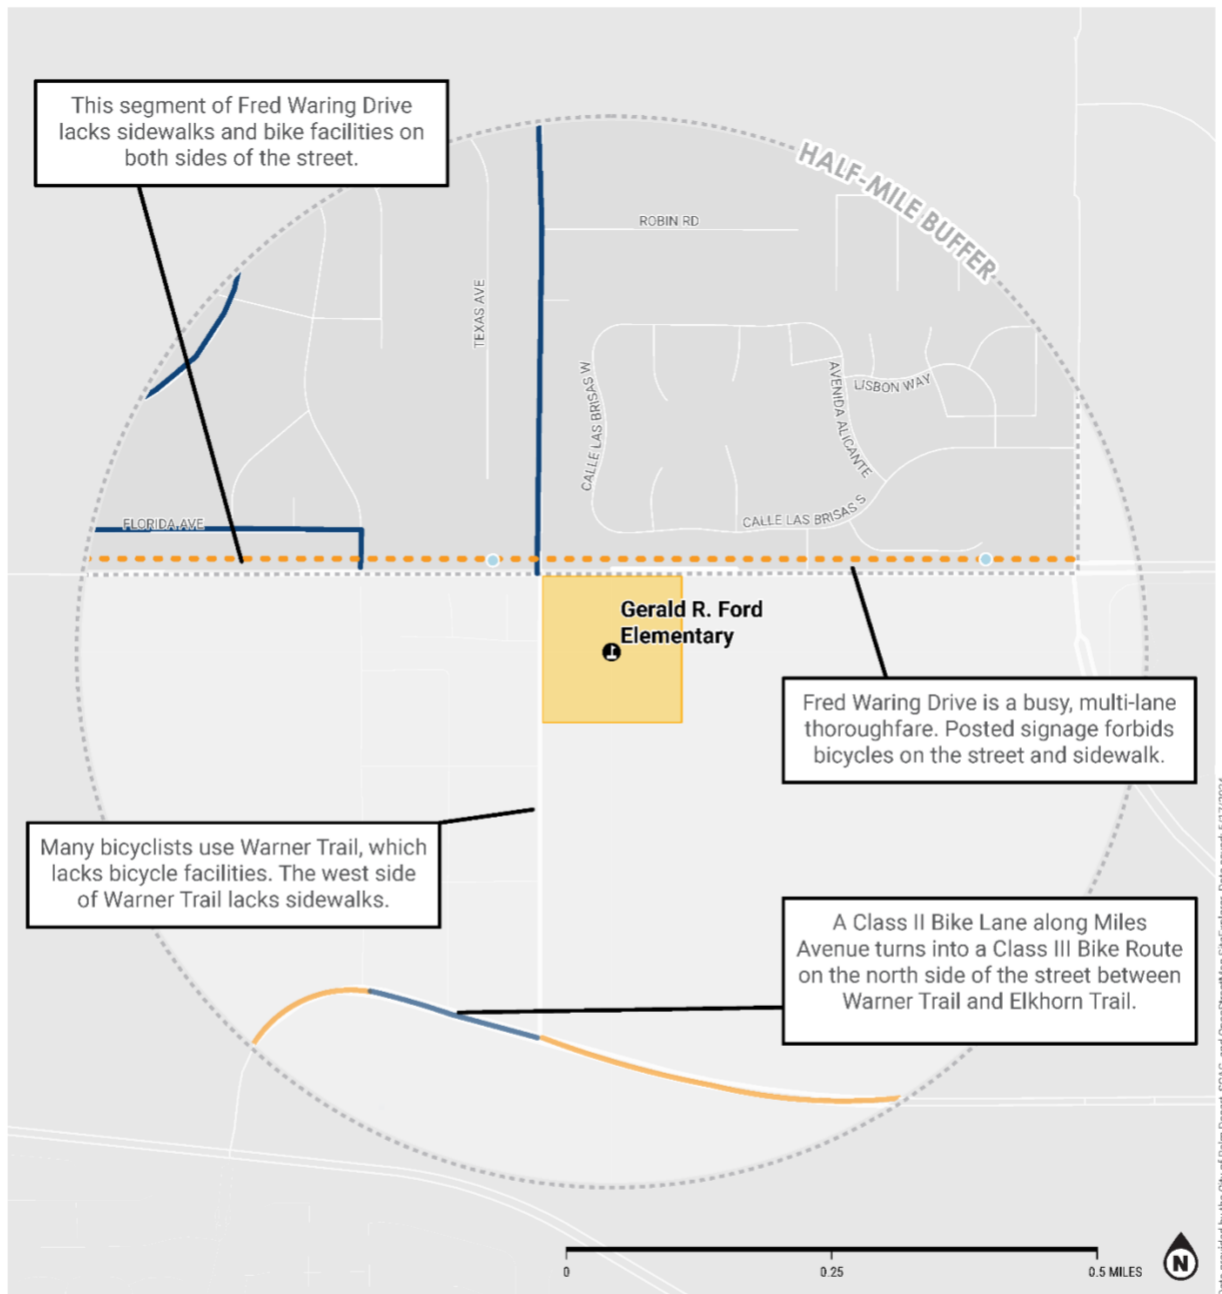 This segment of Fred Waring Drive
lacks sidewalks and bike facilities on
both sides of the street.
HALF-MILE BUFFER
ROBIN RD
TEXAS AVE
CALLE LAS BRISAS W
AVENIDA ALICANTE
LISBON WAY
CALLE LAS BRISAS S
FLORIDA AVE
Gerald R. Ford
Elementary
Fred Waring Drive is a busy, multi-lane
thoroughfare. Posted signage forbids
bicycles on the street and sidewalk.
Many bicyclists use Warner Trail, which
lacks bicycle facilities. The west side
of Warner Trail lacks sidewalks.
A Class II Bike Lane along Miles
Avenue turns into a Class III Bike Route
on the north side of the street between
Warner Trail and Elkhorn Trail.
0 0.25 0.5 MILES
N